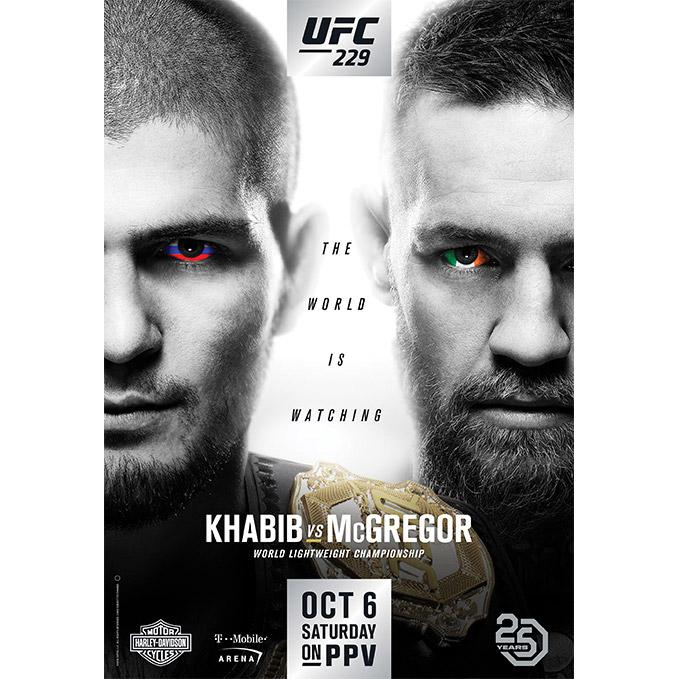 UFC
229
THE
WORLD
IS
WATCHING
KHABIB VS McGREGOR
WORLD LIGHTWEIGHT CHAMPIONSHIP
OCT 6
SATURDAY
ON PPV
MOTOR
HARLEY-DAVIDSON
CYCLES
T Mobile
ARENA
25
YEARS